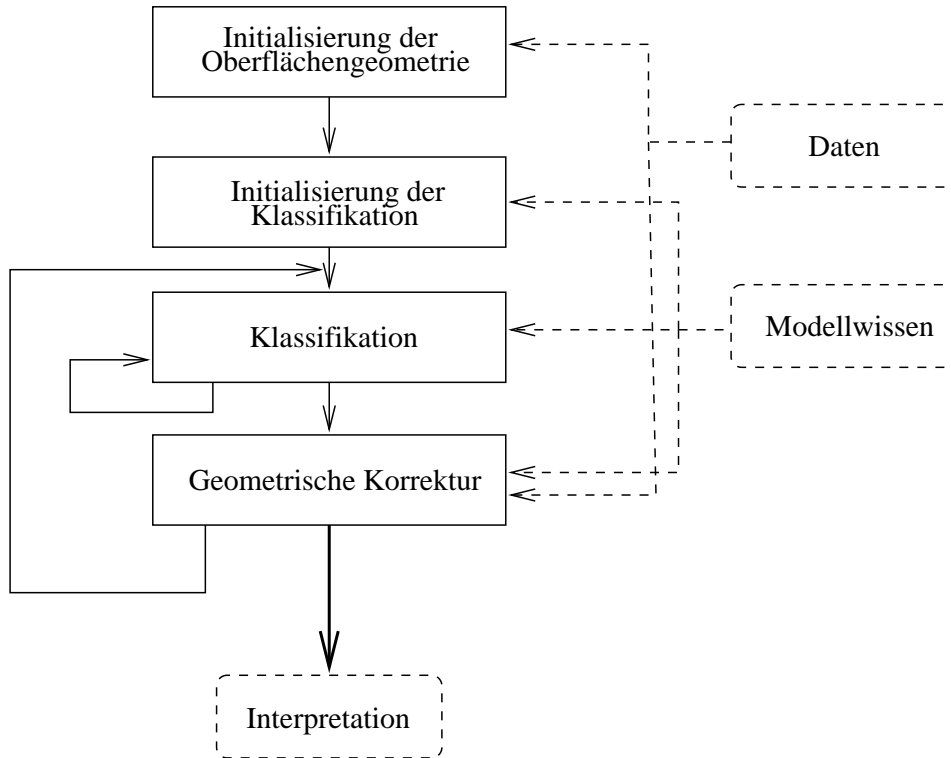 Initialisierung der
Oberflächengeometrie
Daten
Initialisierung der
Klassifikation
Modellwissen
Klassifikation
Geometrische Korrektur
Interpretation